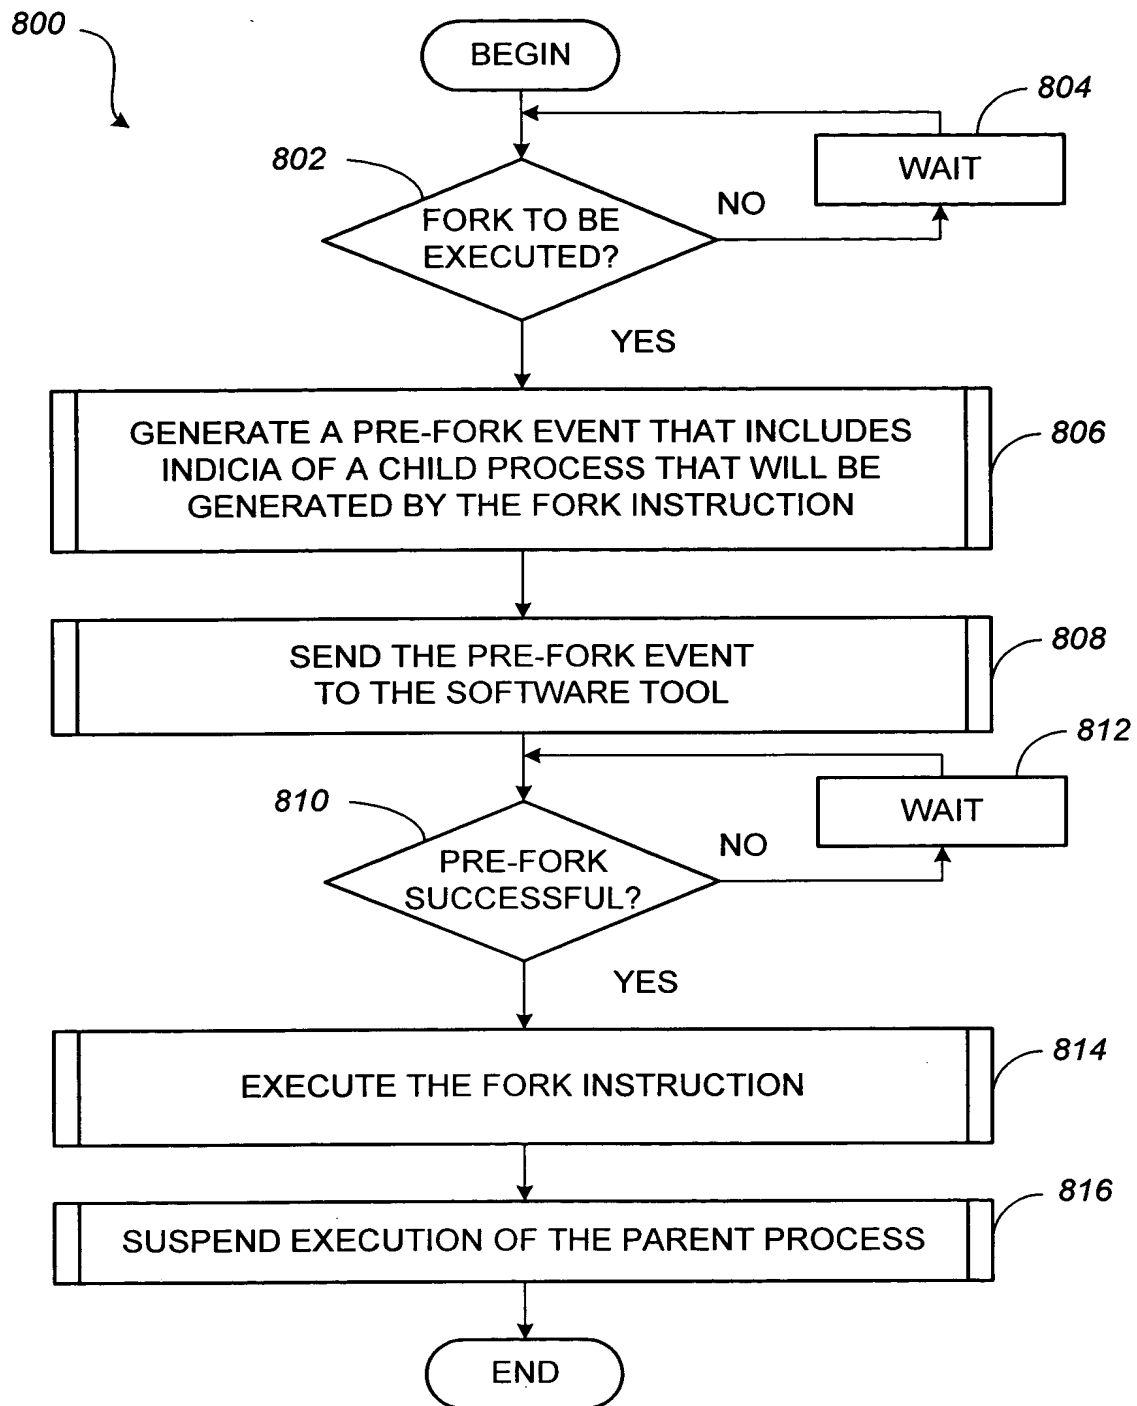 800
BEGIN
804
WAIT
802
FORK TO BE
EXECUTED?
NO
YES
GENERATE A PRE-FORK EVENT THAT INCLUDES
INDICIA OF A CHILD PROCESS THAT WILL BE
GENERATED BY THE FORK INSTRUCTION
806
SEND THE PRE-FORK EVENT
TO THE SOFTWARE TOOL
808
812
WAIT
810
PRE-FORK
SUCCESSFUL?
NO
YES
EXECUTE THE FORK INSTRUCTION
814
SUSPEND EXECUTION OF THE PARENT PROCESS
816
END